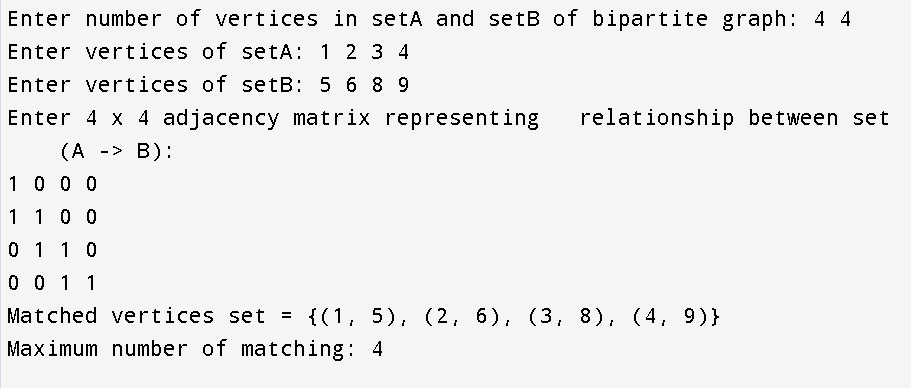 Enter number of vertices in setA and setB of bipartite graph: 4 4
Enter vertices of setA: 1 2 3 4
Enter vertices of setB: 5 6 8 9
Enter 4 x 4 adjacency matrix representing   relationship between set
    (A -> B):
1 0 0 0
1 1 0 0
0 1 1 0
0 0 1 1
Matched vertices set = {(1, 5), (2, 6), (3, 8), (4, 9)}
Maximum number of matching: 4